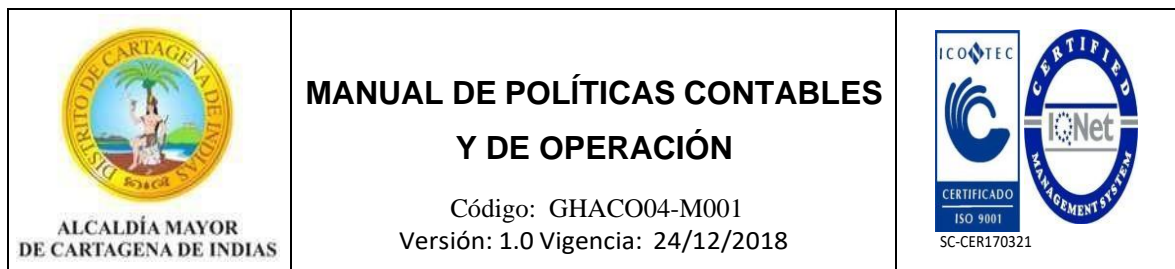 DISTRITO DE CARTAGENA DE INDIAS
ALCALDÍA MAYOR
DE CARTAGENA DE INDIAS
MANUAL DE POLÍTICAS CONTABLES
Y DE OPERACIÓN
Código: GHACO04-M001
Versión: 1.0 Vigencia: 24/12/2018
ICONTEC
CERTIFICADO
ISO 9001
SC-CER170321
CERTIFIED
IQNet
MANAGEMENT SYSTEM